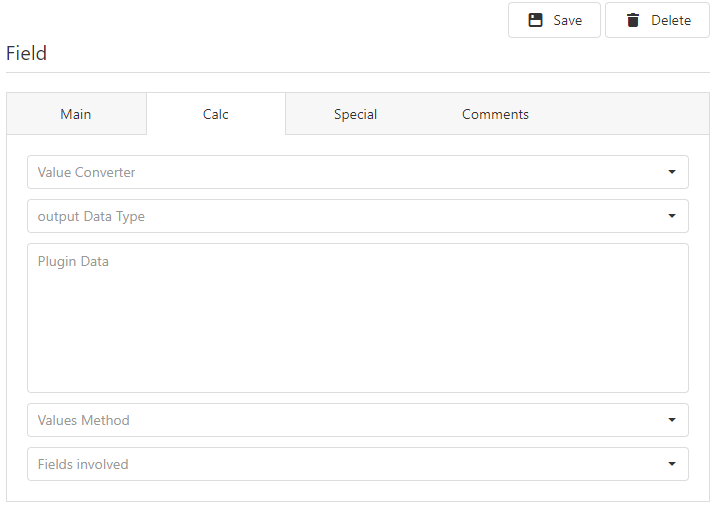 Save Delete
Field
Main Calc Special Comments
Value Converter
output Data Type
Plugin Data
Values Method
Fields involved